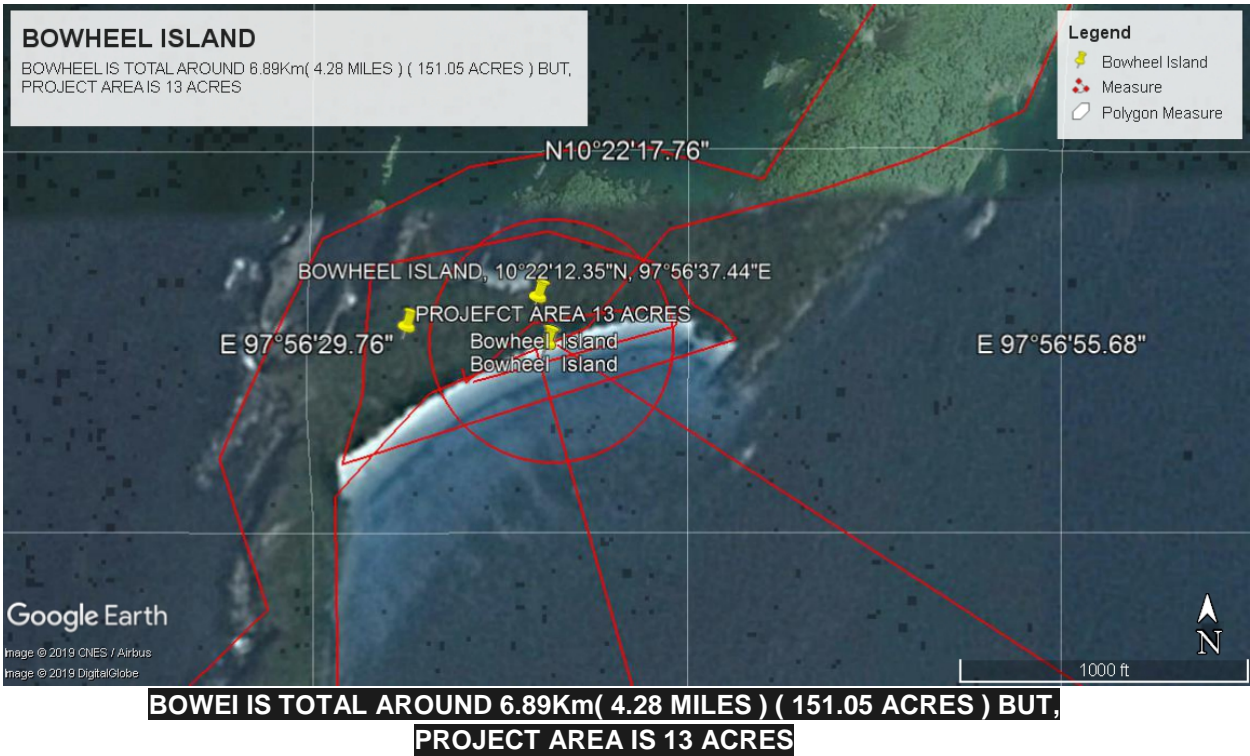 BOWHEEL ISLAND
BOWHEEL IS TOTAL AROUND 6.89Km( 4.28 MILES ) ( 151.05 ACRES ) BUT,
PROJECT AREA IS 13 ACRES
Legend
Bowheel Island
Measure
Polygon Measure
N10°22'17.76"
BOWHEEL ISLAND, 10°22'12.35"N, 97°56'37.44"E
PROJEFCT AREA 13 ACRES
E 97°56'29.76"
Bowheel Island
Bowheel Island
E 97°56'55.68"
Google Earth
Image © 2019 CNES / Airbus
Image © 2019 DigitalGlobe
N
1000 ft
BOWEI IS TOTAL AROUND 6.89Km( 4.28 MILES ) ( 151.05 ACRES ) BUT,
PROJECT AREA IS 13 ACRES